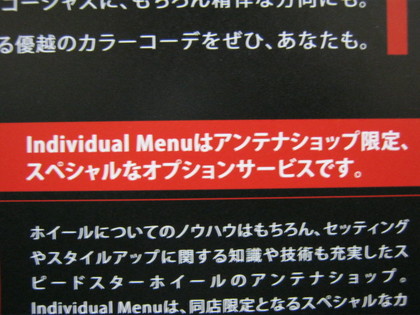 ゴージャスに、もちろん精悍な方向にも。
る優越のカラーコーデをぜひ、あなたも。
Individual Menuはアンテナショップ限定、
スペシャルなオプションサービスです。
ホイールについてのノウハウはもちろん、セッティング
やスタイルアップに関する知識や技術も充実したス
ピードスターホイールのアンテナショップ。
Individual Menuは、同店限定となるスペシャルなカ